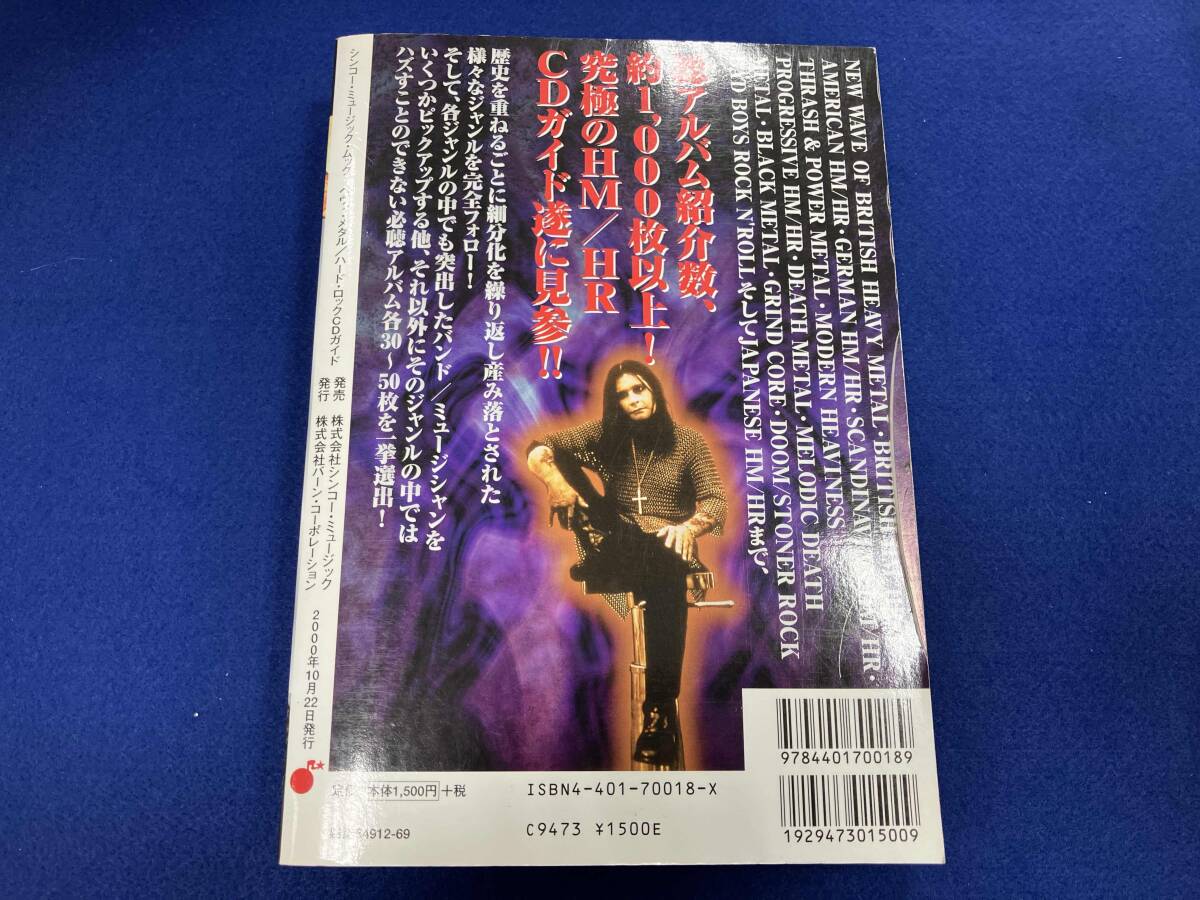 NEW WAVE OF BRITISH HEAVY METAL・BRITISH
AMERICAN HM/HR・GERMAN HM/HR・SCANDINAV HM/HR・
THRASH & POWER METAL・MODERN HEAVINESS
PROGRESSIVE HM/HR・DEATH METAL・MELODIC DEATH
METAL・BLACK METAL・GRIND CORE・DOOM/STONER ROCK
BOYS ROCK N'ROLL そしてJAPANESE HM/HRまで、
アルバム紹介数、
約1,000枚以上!
究極のHM/HR
CDガイド遂に見参!!
歴史を重ねるごとに細分化を繰り返し産み落とされた
様々なジャンルを完全フォロー!
そして、各ジャンルの中でも突出したバンド/ミュージシャンを
いくつかピックアップする他、それ以外にそのジャンルの中では
ハズすことのできない必聴アルバム各30〜50枚を一挙選出!
シンコー・ミュージック・ムック ヘヴィ・メタル/ハード・ロックCDガイド
発売 株式会社シンコー・ミュージック
発行 株式会社バーン・コーポレーション
2000年10月22日発行
9784401700189
1929473015009
定価 本体1,500円+税
ISBN4-401-70018-X
C9473 ¥1500E
64912-69